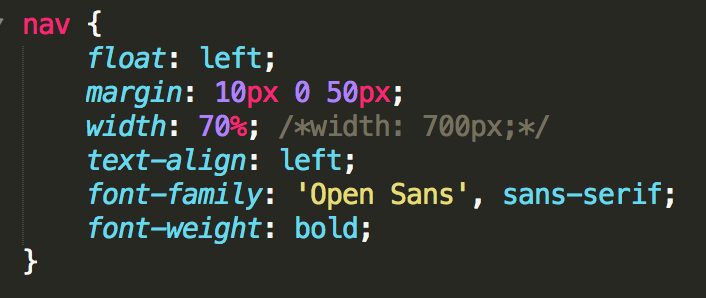 nav {
float: left;
margin: 10px 0 50px;
width: 70%; /*width: 700px;*/
text-align: left;
font-family: 'Open Sans', sans-serif;
font-weight: bold;
}